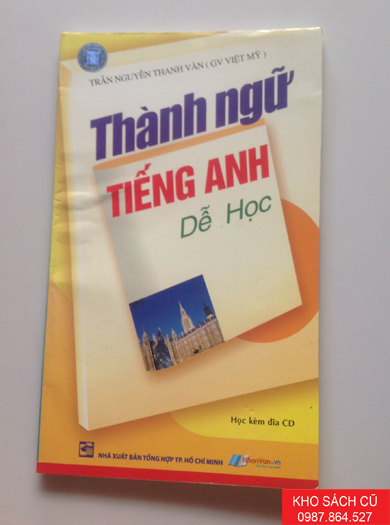 TRẦN NGUYỄN THANH VÂN ( GV VIỆT MỸ )
Thành ngữ
TIẾNG ANH
Dễ Học
Học kèm đĩa CD
NHÀ XUẤT BẢN TỔNG HỢP TP. HỒ CHÍ MINH
KHO SÁCH CŨ
0987.864.527